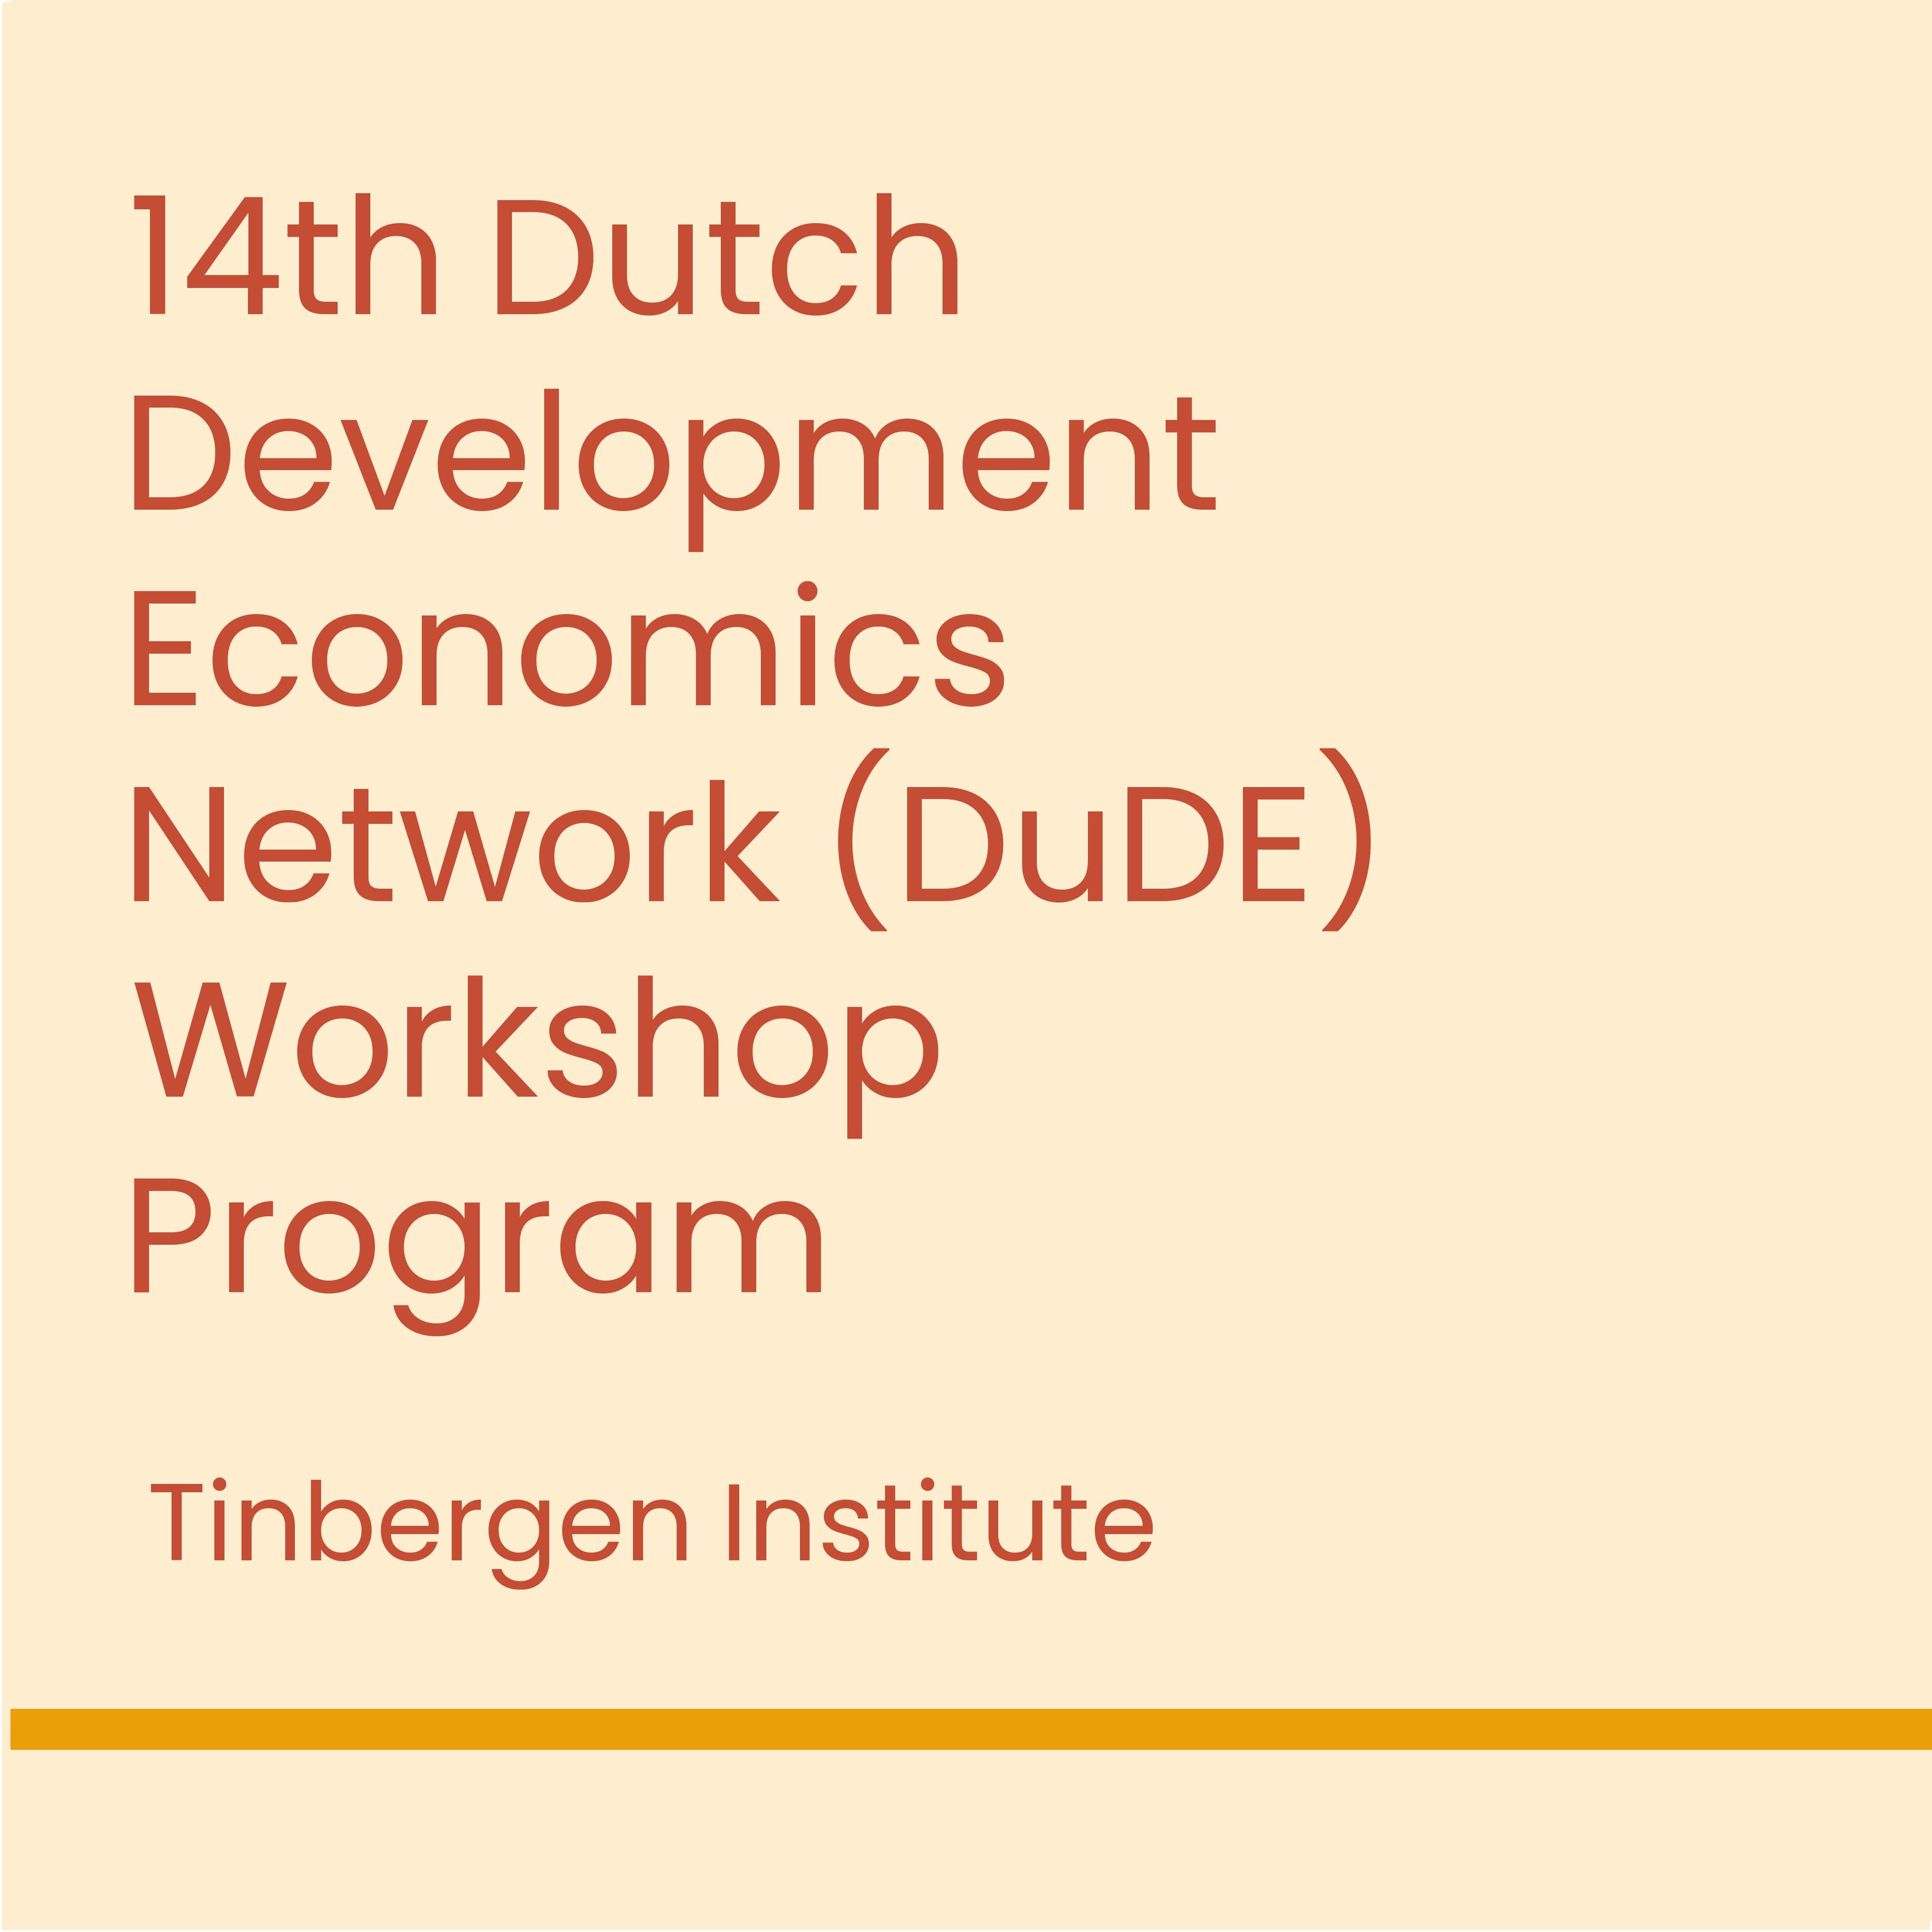 14th Dutch
Development
Economics
Network (DuDE)
Workshop
Program
Tinbergen Institute